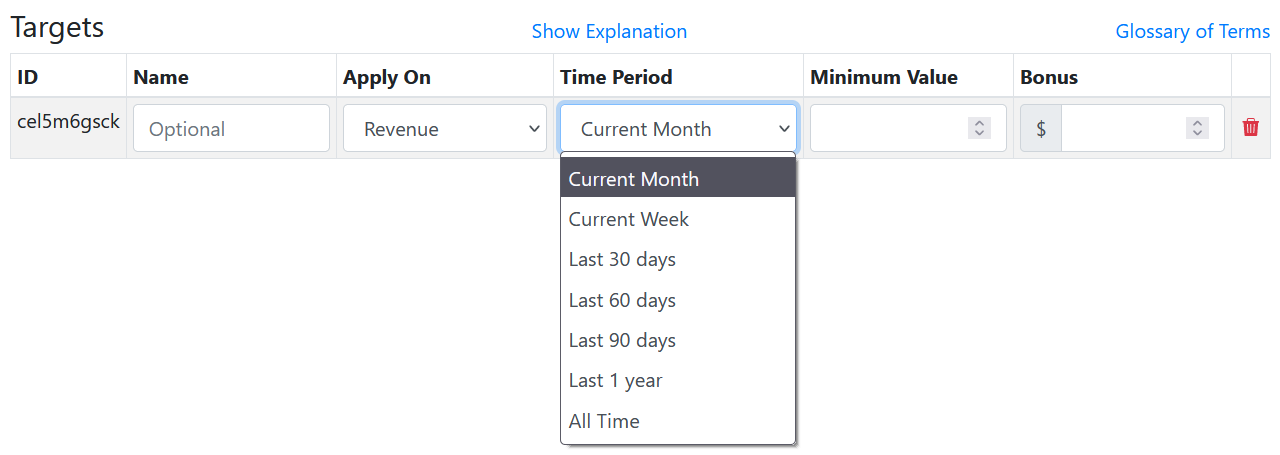 Targets Show Explanation Glossary of Terms
ID Name Apply On Time Period Minimum Value Bonus
cel5m6gsck Optional Revenue Current Month $
Current Month
Current Week
Last 30 days
Last 60 days
Last 90 days
Last 1 year
All Time